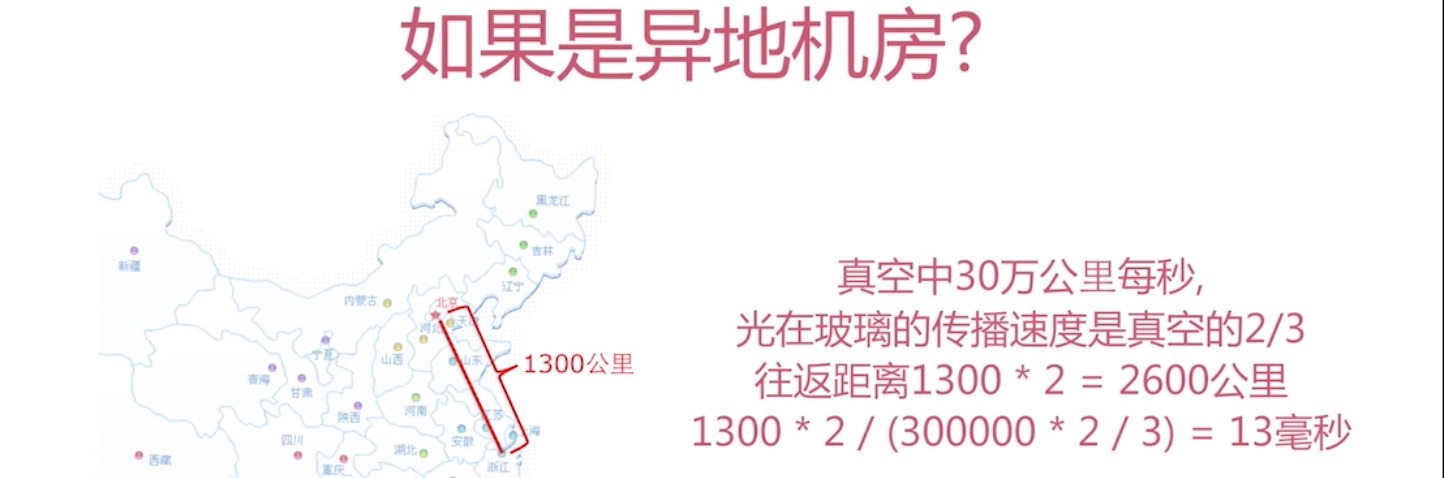 如果是异地机房?
黑龙江
吉林
新疆
辽宁
内蒙古
北京
天津
河北
宁夏
山西
山东
1300公里
青海
甘肃
陕西
河南
江苏
上海
安徽
四川
湖北
西藏
重庆
浙江
真空中30万公里每秒,
光在玻璃的传播速度是真空的2/3
往返距离1300 * 2 = 2600公里
1300 * 2 / (300000 * 2 / 3) = 13毫秒